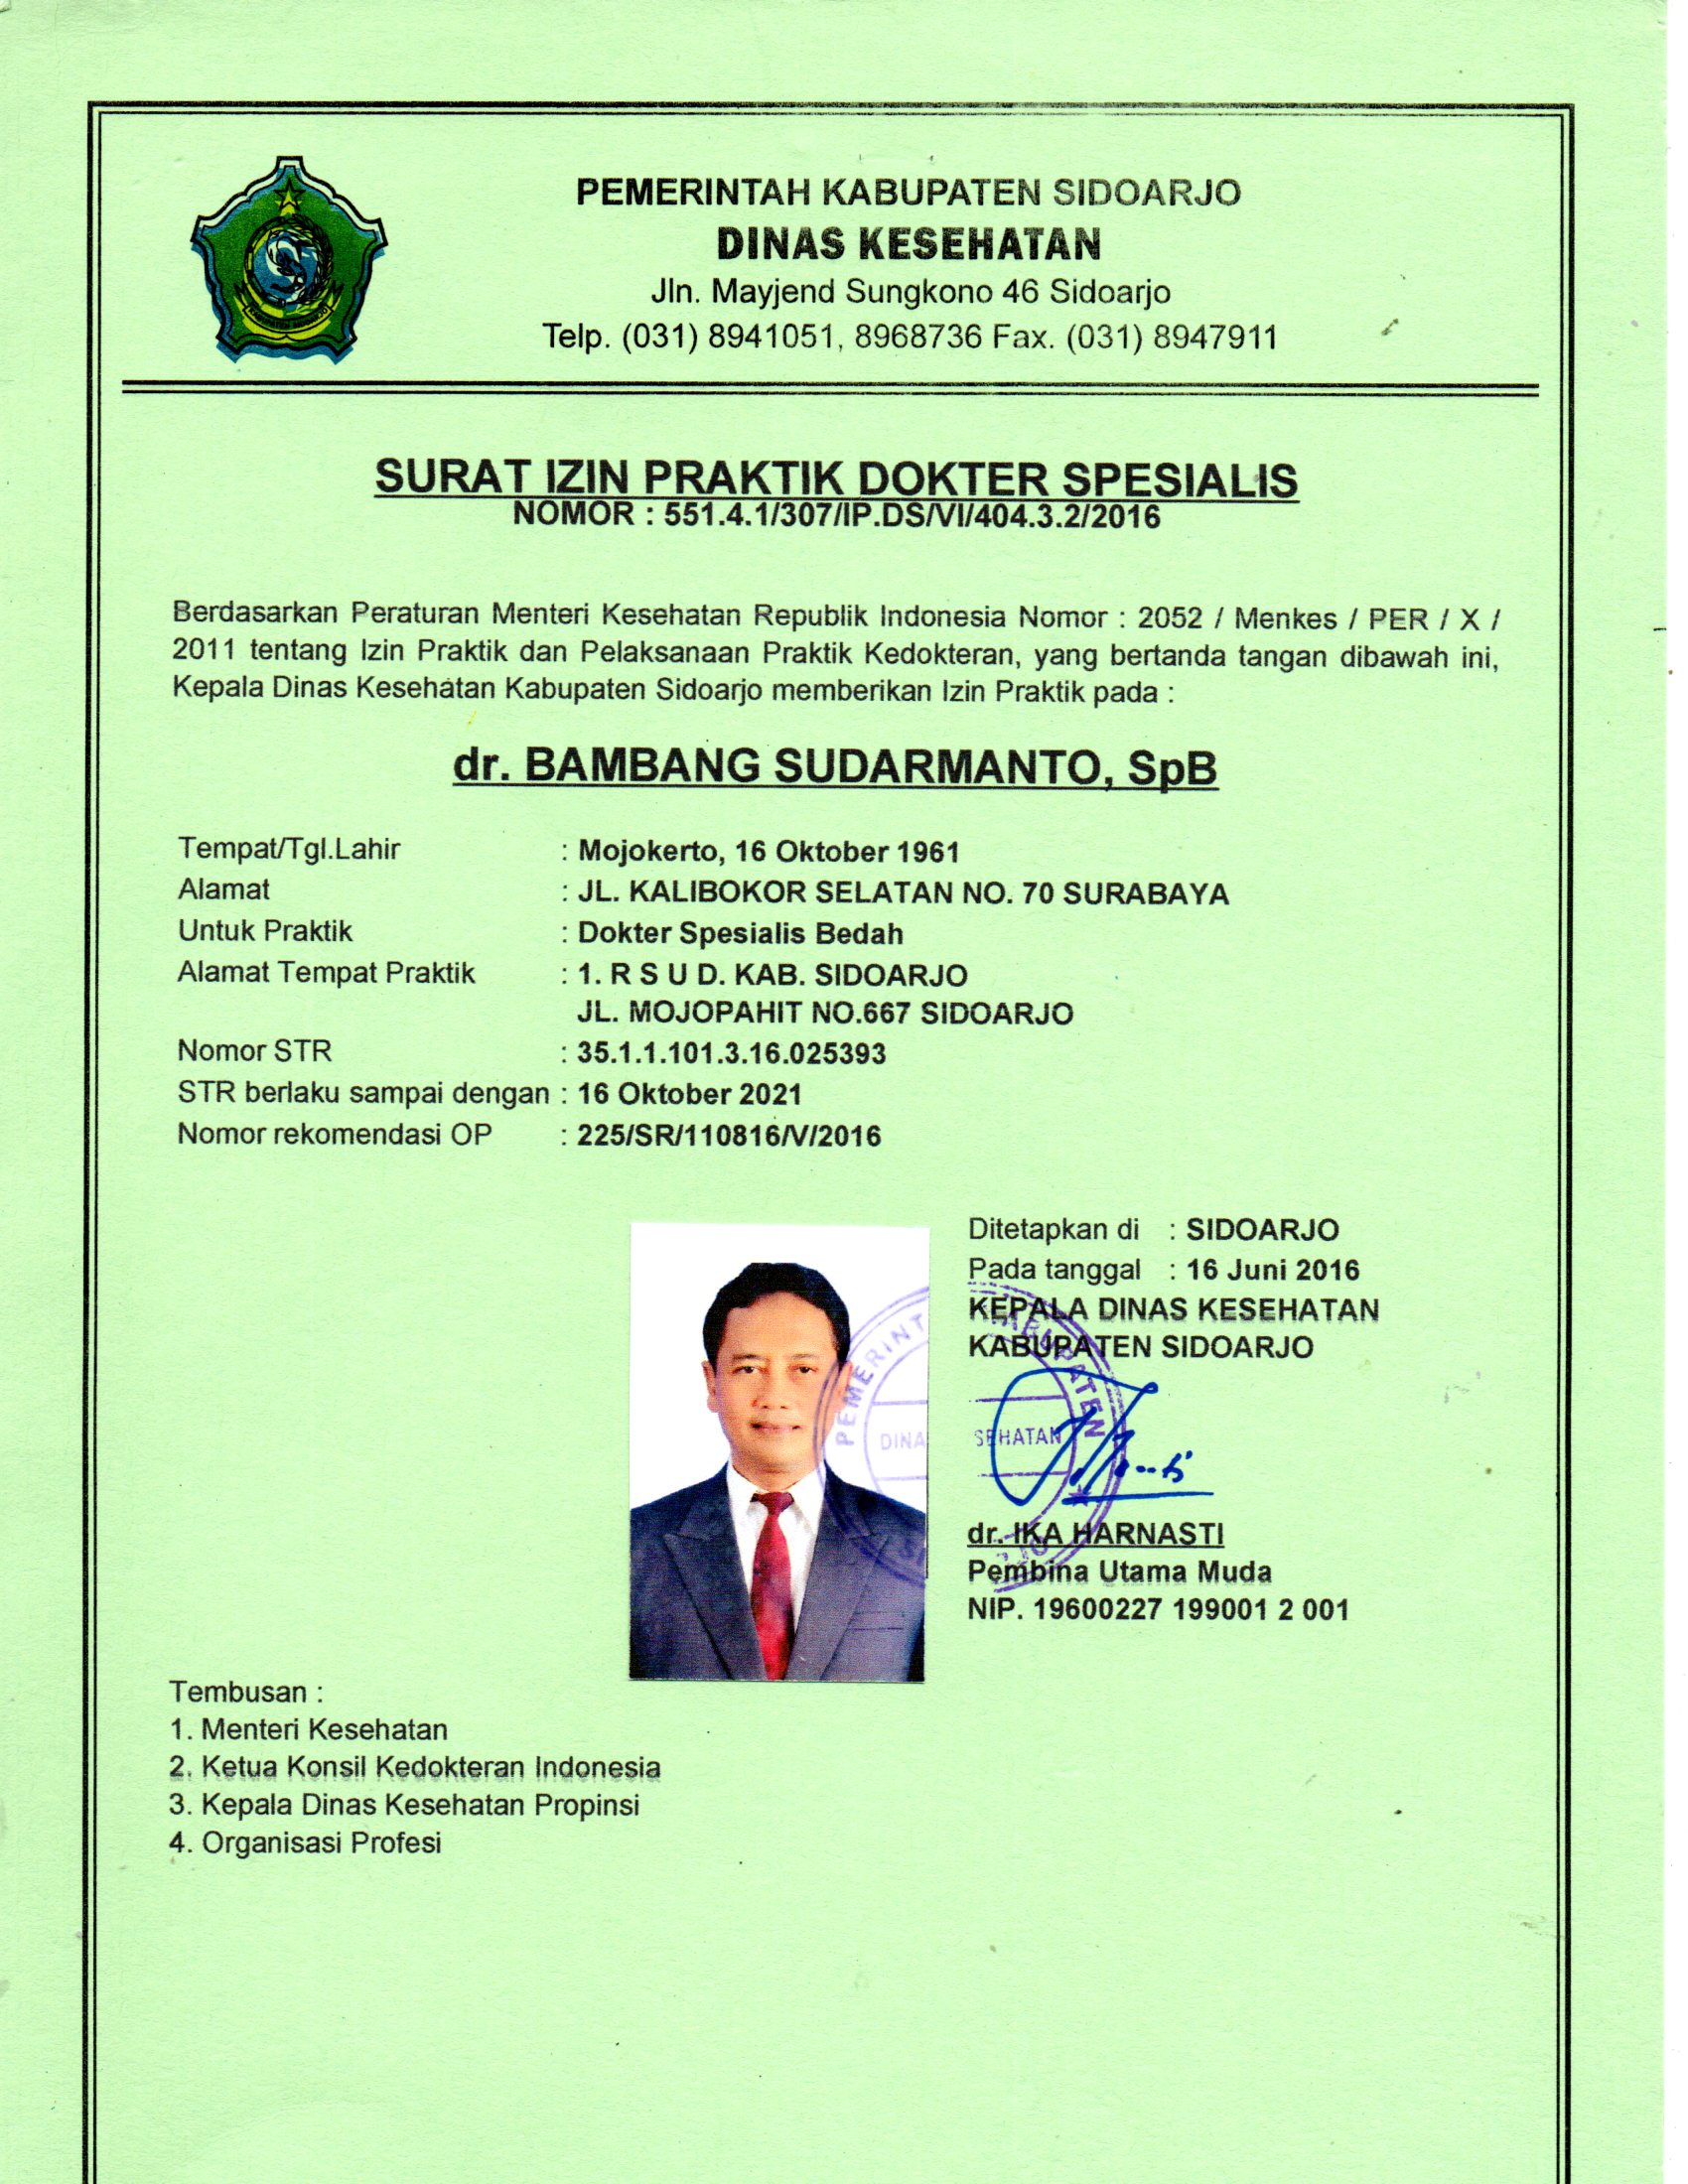 PEMERINTAH KABUPATEN SIDOARJO
DINAS KESEHATAN
Jln. Mayjend Sungkono 46 Sidoarjo
Telp. (031) 8941051, 8968736 Fax. (031) 8947911
SURAT IZIN PRAKTIK DOKTER SPESIALIS
NOMOR : 551.4.1/307/IP.DS/VI/404.3.2/2016
Berdasarkan Peraturan Menteri Kesehatan Republik Indonesia Nomor : 2052 / Menkes / PER / X /
2011 tentang Izin Praktik dan Pelaksanaan Praktik Kedokteran, yang bertanda tangan dibawah ini,
Kepala Dinas Kesehatan Kabupaten Sidoarjo memberikan Izin Praktik pada :
dr. BAMBANG SUDARMANTO, SpB
Tempat/Tgl.Lahir : Mojokerto, 16 Oktober 1961
Alamat : JL. KALIBOKOR SELATAN NO. 70 SURABAYA
Untuk Praktik : Dokter Spesialis Bedah
Alamat Tempat Praktik : 1. R S U D. KAB. SIDOARJO
JL. MOJOPAHIT NO.667 SIDOARJO
Nomor STR : 35.1.1.101.3.16.025393
STR berlaku sampai dengan : 16 Oktober 2021
Nomor rekomendasi OP : 225/SR/110816/V/2016
Ditetapkan di : SIDOARJO
Pada tanggal : 16 Juni 2016
KEPALA DINAS KESEHATAN
KABUPATEN SIDOARJO
PEMERINT
KABUPATEN
DINA
SEHATAN
dr. IKA HARNASTI
Pembina Utama Muda
NIP. 19600227 199001 2 001
Tembusan :
1. Menteri Kesehatan
2. Ketua Konsil Kedokteran Indonesia
3. Kepala Dinas Kesehatan Propinsi
4. Organisasi Profesi